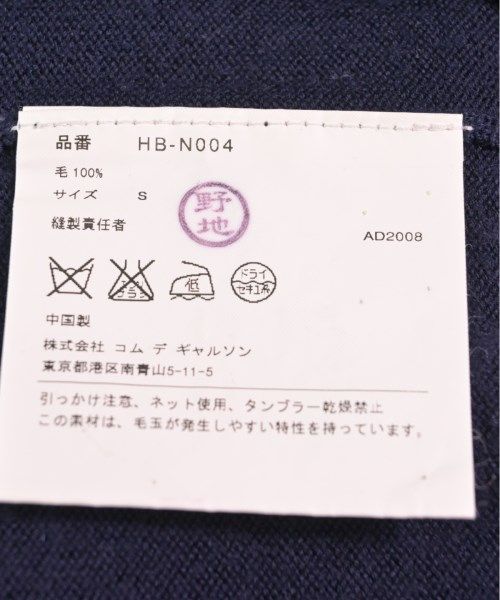 品番 HB-N004
毛 100%
サイズ S
縫製責任者
野地
AD2008
低
ドライ
セキユ系
中国製
株式会社 コム デ ギャルソン
東京都港区南青山5-11-5
引っかけ注意、ネット使用、タンブラー乾燥禁止
この素材は、毛玉が発生しやすい特性を持っています。